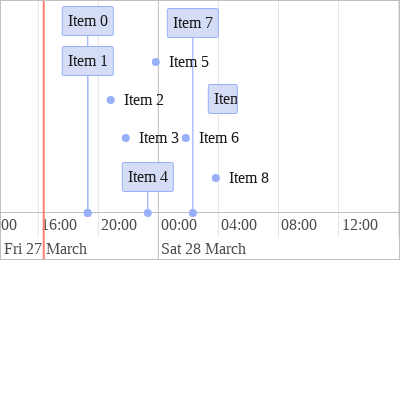 Item 0
Item 7
Item 1
Item 5
Item 2
Iten
Item 3
Item 6
Item 4
Item 8
00
16:00
20:00
00:00
04:00
08:00
12:00
Fri 27 March
Sat 28 March